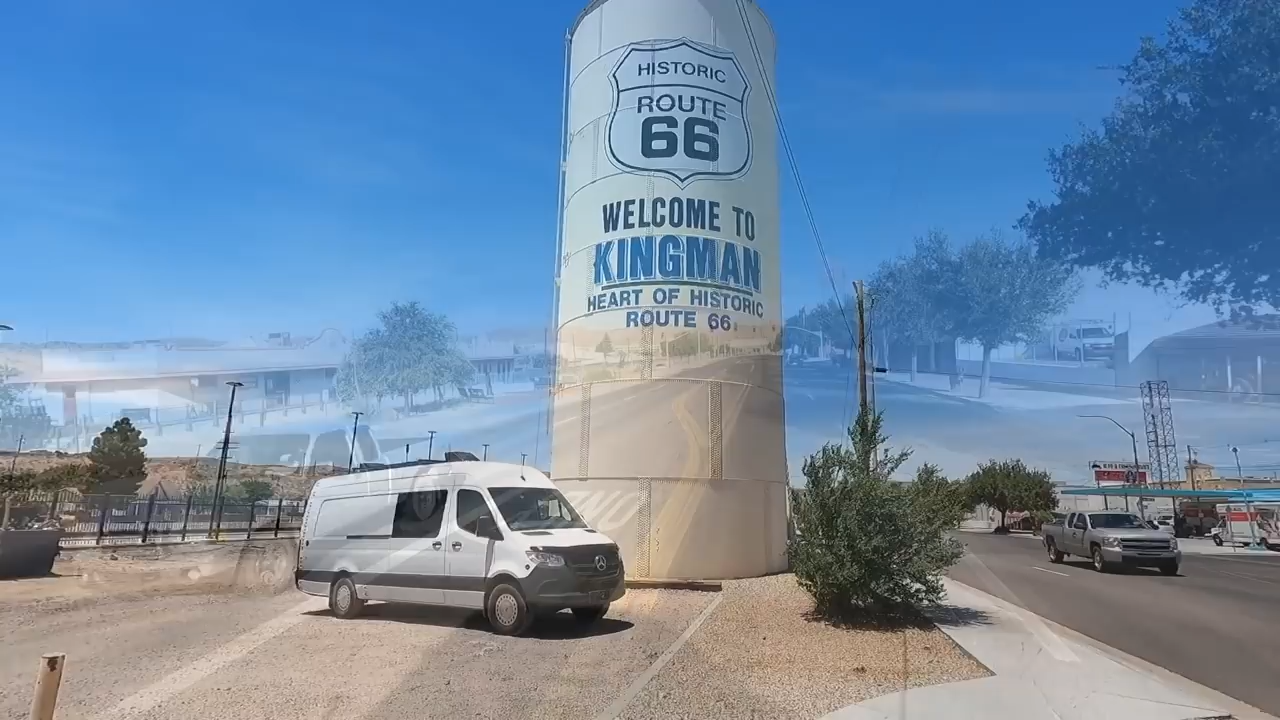 HISTORIC
ROUTE
66
WELCOME TO
KINGMAN
HEART OF HISTORIC
ROUTE 66